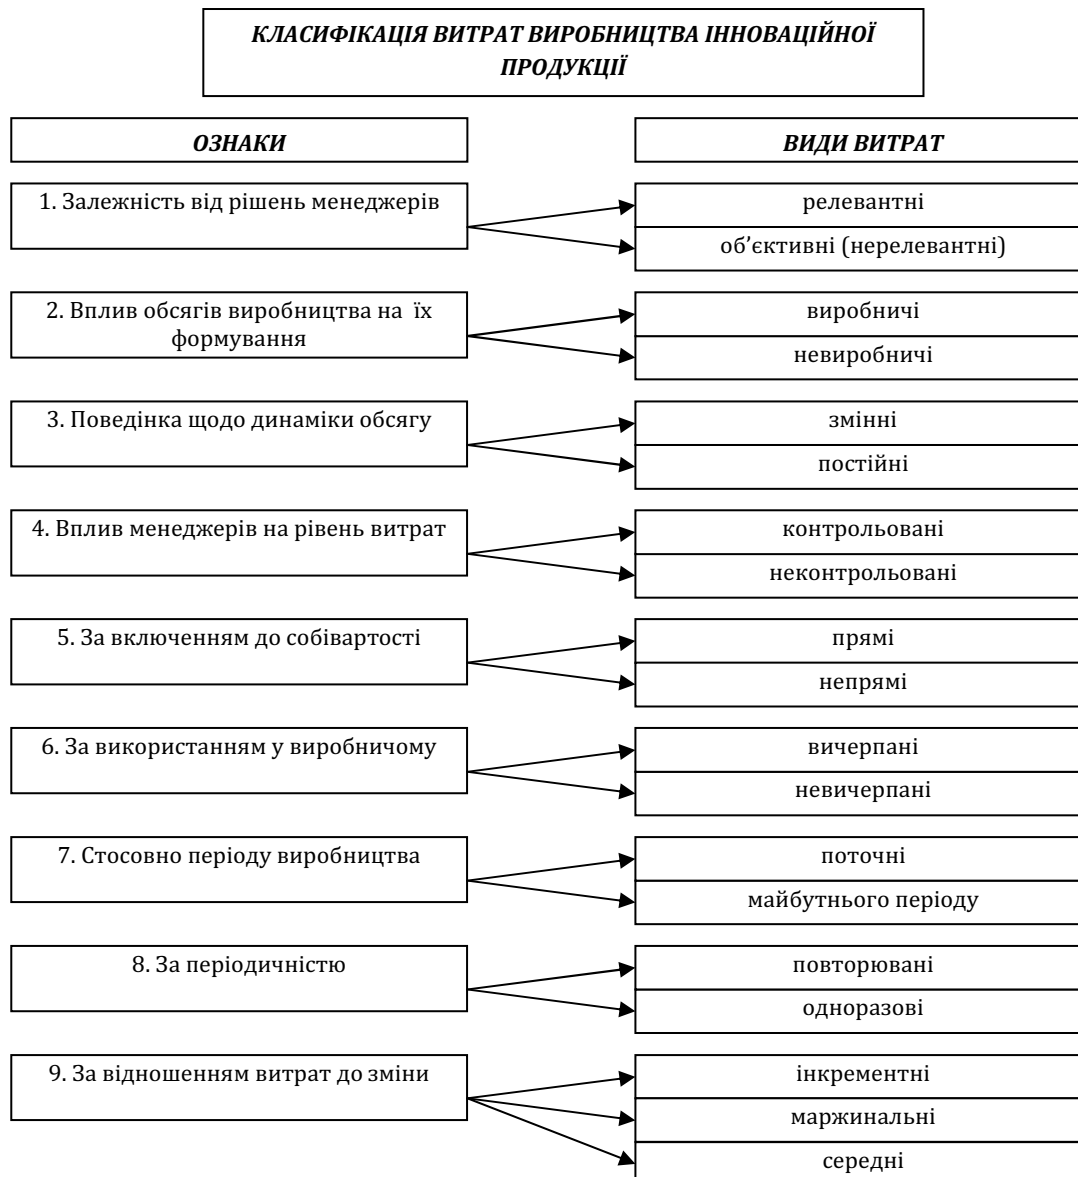 КЛАСИФІКАЦІЯ ВИТРАТ ВИРОБНИЦТВА ІННОВАЦІЙНОЇ
ПРОДУКЦІЇ
ОЗНАКИ
ВИДИ ВИТРАТ
1. Залежність від рішень менеджерів
релевантні
об’єктивні (нерелевантні)
2. Вплив обсягів виробництва на їх
формування
виробничі
невиробничі
3. Поведінка щодо динаміки обсягу
змінні
постійні
4. Вплив менеджерів на рівень витрат
контрольовані
неконтрольовані
5. За включенням до собівартості
прямі
непрямі
6. За використанням у виробничому
вичерпані
невичерпані
7. Стосовно періоду виробництва
поточні
майбутнього періоду
8. За періодичністю
повторювані
одноразові
9. За відношенням витрат до зміни
інкрементні
маржинальні
середні